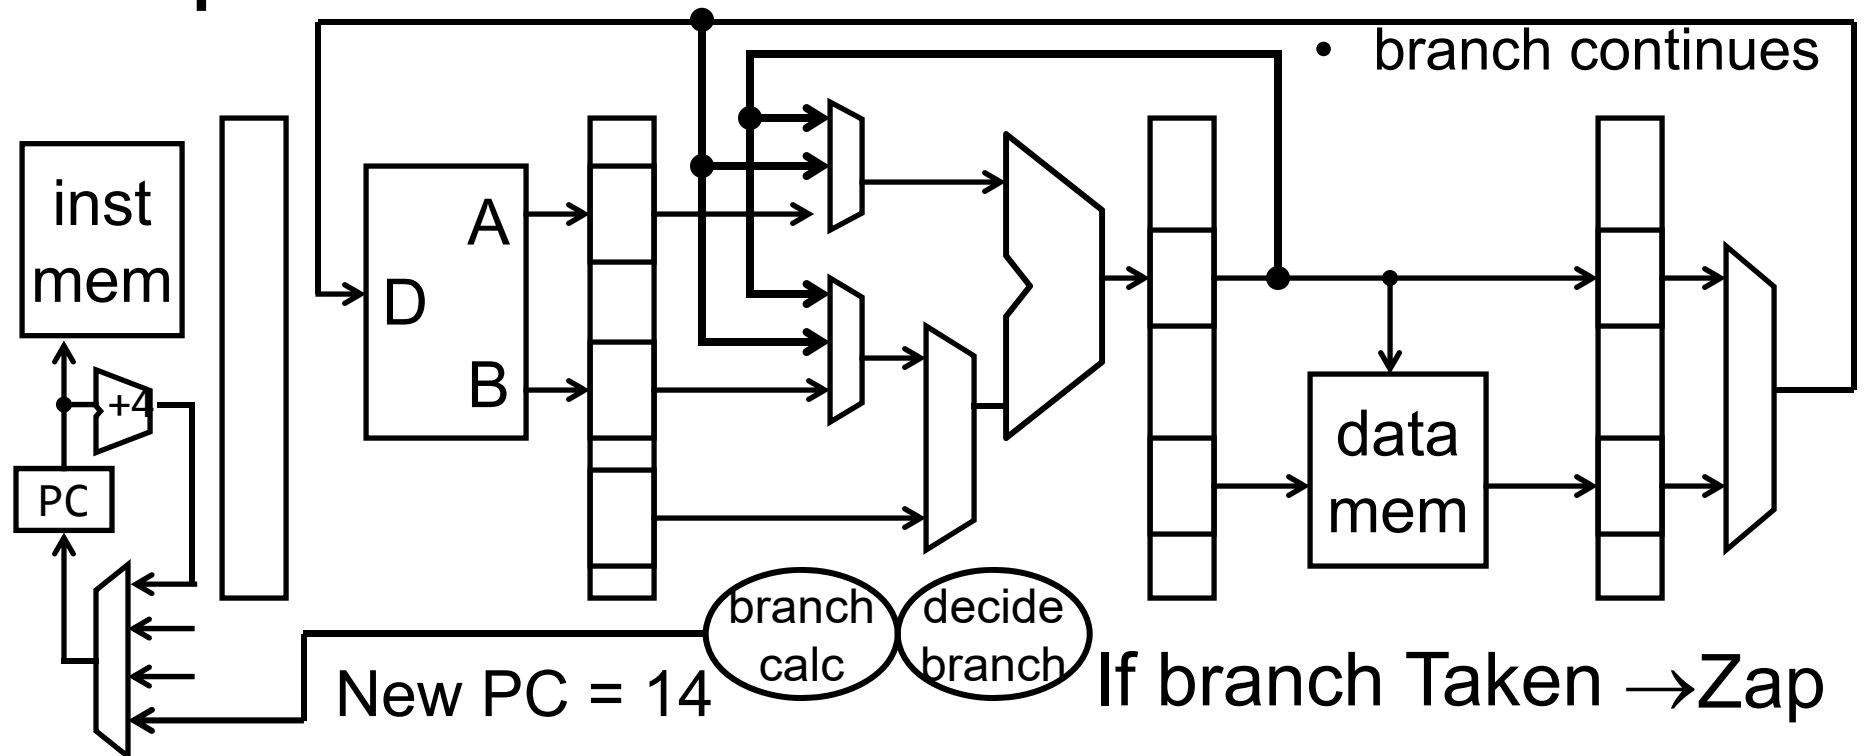 • branch continues
inst
mem
A
D
B
+4
PC
data
mem
branch
calc
decide
branch
New PC = 14
If branch Taken →Zap